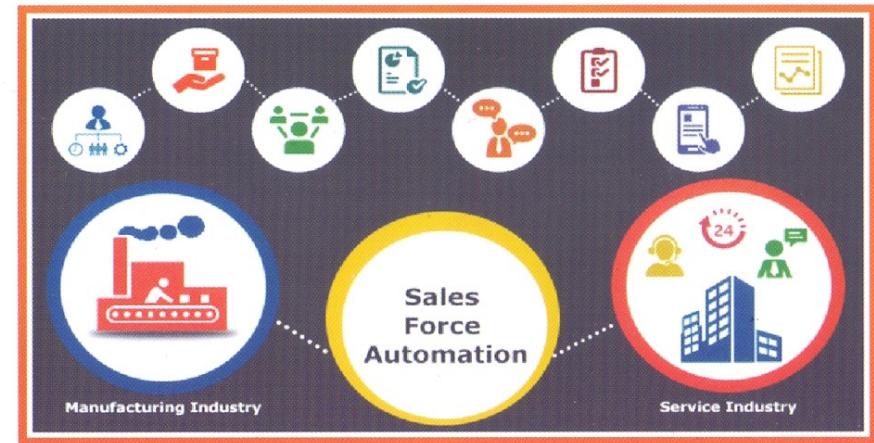 24
Sales
Force
Automation
Manufacturing Industry
Service Industry